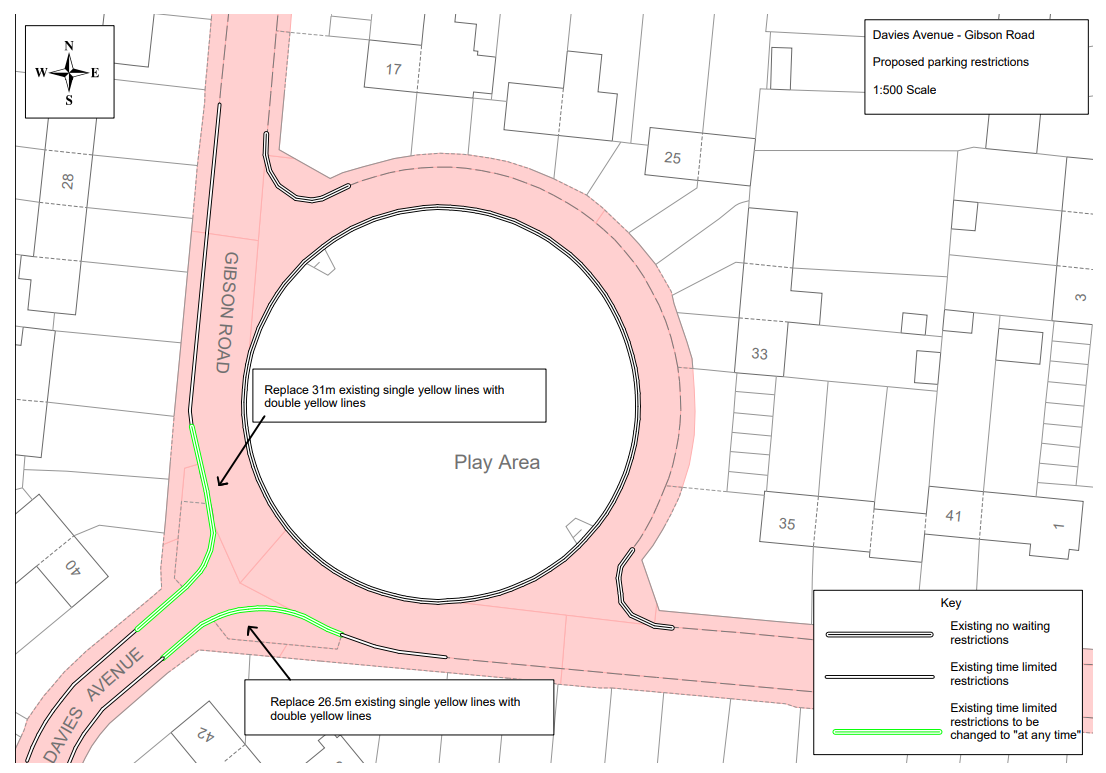 N
W E
S
Davies Avenue - Gibson Road
Proposed parking restrictions
1:500 Scale
17
25
28
3
GIBSON ROAD
33
Replace 31m existing single yellow lines with
double yellow lines
Play Area
35
41
1
40
DAVIES AVENUE
42
Replace 26.5m existing single yellow lines with
double yellow lines
Key
Existing no waiting
restrictions
Existing time limited
restrictions
Existing time limited
restrictions to be
changed to "at any time"